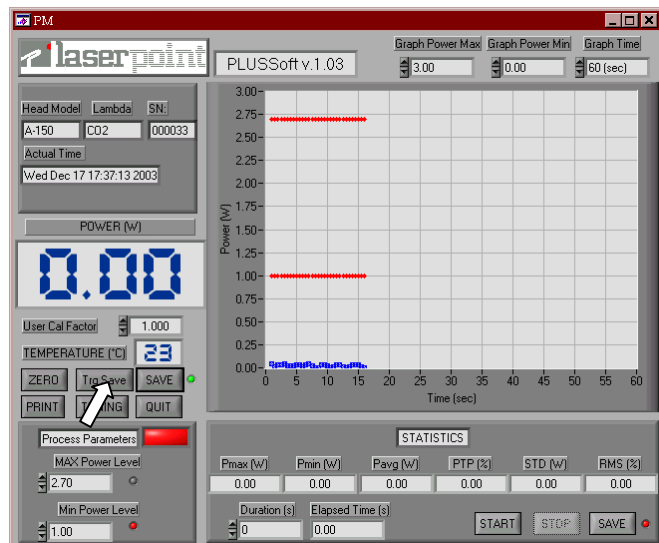 PM
laserpoint
PLUSSoft v.1.03
Graph Power Max Graph Power Min Graph Time
3.00 0.00 60 (sec)
Head Model Lambda SN:
A-150 CO2 000033
Actual Time
Wed Dec 17 17:37:13 2003
POWER (W)
0.00
User Cal Factor 1.000
TEMPERATURE (°C) 23
ZERO Trg Save SAVE
PRINT QUIT
Process Parameters
MAX Power Level
2.70
Min Power Level
1.00
Power (W)
3.00
2.75
2.50
2.25
2.00
1.75
1.50
1.25
1.00
0.75
0.50
0.25
0.00
0 5 10 15 20 25 30 35 40 45 50 55 60
Time (sec)
STATISTICS
Pmax (W) Pmin (W) Pavg (W) PTP (%) STD (W) RMS (%)
0.00 0.00 0.00 0.00 0.00 0.00
Duration (s) Elapsed Time (s)
0 0.00
START STOP SAVE